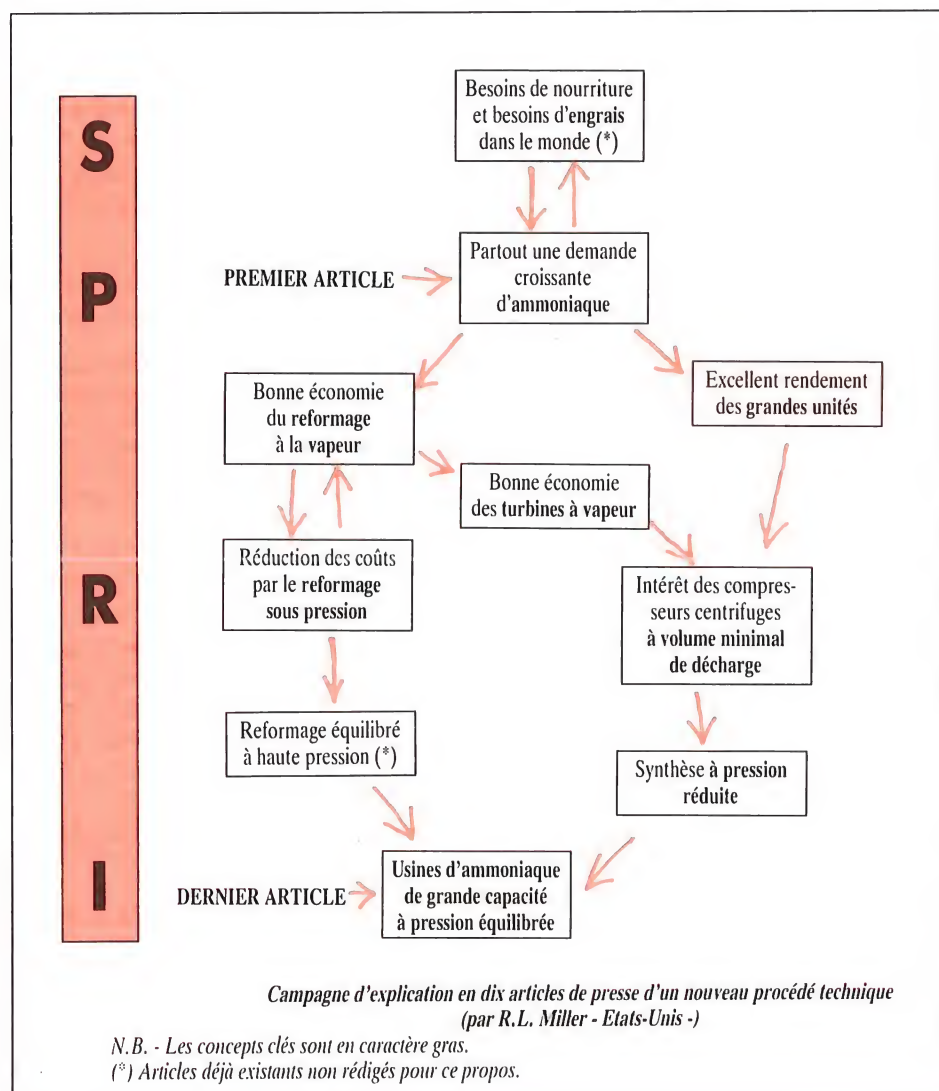 S
P
R
I
Besoins de nourriture
et besoins d'engrais
dans le monde (*)
PREMIER ARTICLE
Partout une demande
croissante
d'ammoniaque
Bonne économie
du reformage
à la vapeur
Excellent rendement
des grandes unités
Bonne économie
des turbines à vapeur
Réduction des coûts
par le reformage
sous pression
Intérêt des compres-
seurs centrifuges
à volume minimal
de décharge
Reformage équilibré
à haute pression (*)
Synthèse à pression
réduite
DERNIER ARTICLE
Usines d'ammoniaque
de grande capacité
à pression équilibrée
Campagne d'explication en dix articles de presse d'un nouveau procédé technique
(par R.L. Miller - Etats-Unis -)
N.B. - Les concepts clés sont en caractère gras.
(*) Articles déjà existants non rédigés pour ce propos.